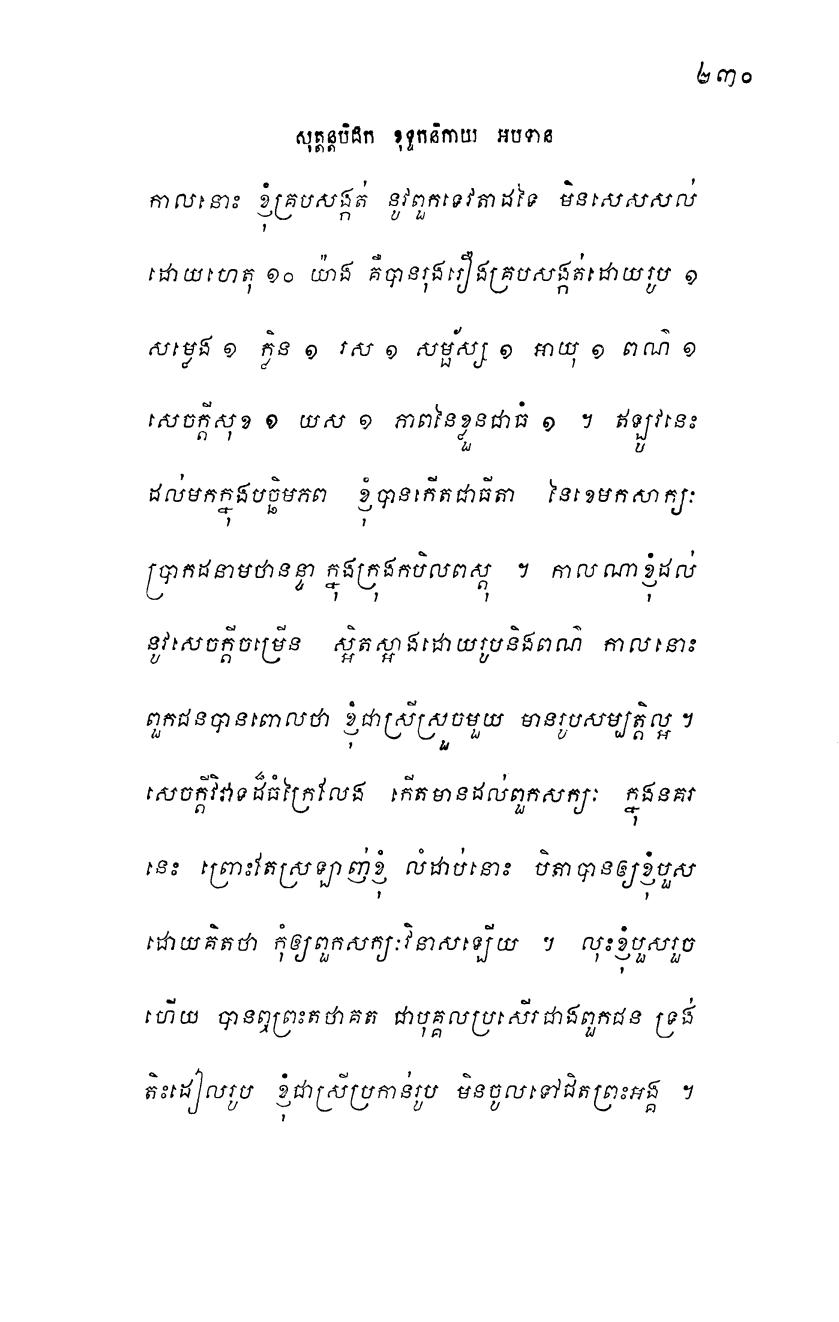 ២៣០
សុត្តន្តបិដក ខុទ្ទកនិកាយ អបទាន
កាលនោះ ខ្ញុំគ្របសង្កត់ នូវពួកទេវតាដទៃ មិនសេសសល់
ដោយហេតុ ១០ យ៉ាង គឺបានរុងរឿងគ្របសង្កត់ដោយរូប ១
សម្លេង ១ ក្លិន ១ រស ១ សម្ផ័ស្ស ១ អាយុ ១ ពណ៌ ១
សេចក្តីសុខ ១ យស ១ ភាពនៃខ្លួនជាធំ ១ ។ ឥឡូវនេះ
ដល់មកក្នុងបច្ឆិមភព ខ្ញុំបានកើតជាធីតា នៃខេមកសាក្យៈ
ប្រាកដនាមថានន្ទា ក្នុងក្រុងកបិលពស្តុ ។ កាលណាខ្ញុំដល់
នូវសេចក្តីចម្រើន ស្អិតស្អាងដោយរូបនិងពណ៌ កាលនោះ
ពួកជនបានពោលថា ខ្ញុំជាស្រីស្រួចមួយ មានរូបសម្បត្តិល្អ ។
សេចក្តីវិវាទដ៏ធំក្រៃលែង កើតមានដល់ពួកសក្យៈ ក្នុងនគរ
នេះ ព្រោះតែស្រឡាញ់ខ្ញុំ លំដាប់នោះ បិតាបានឲ្យខ្ញុំបួស
ដោយគិតថា កុំឲ្យពួកសក្យៈវិនាសឡើយ ។ លុះខ្ញុំបួសរួច
ហើយ បានឮព្រះតថាគត ជាបុគ្គលប្រសើរជាងពួកជន ទ្រង់
តិះដៀលរូប ខ្ញុំជាស្រីប្រកាន់រូប មិនចូលទៅជិតព្រះអង្គ ។